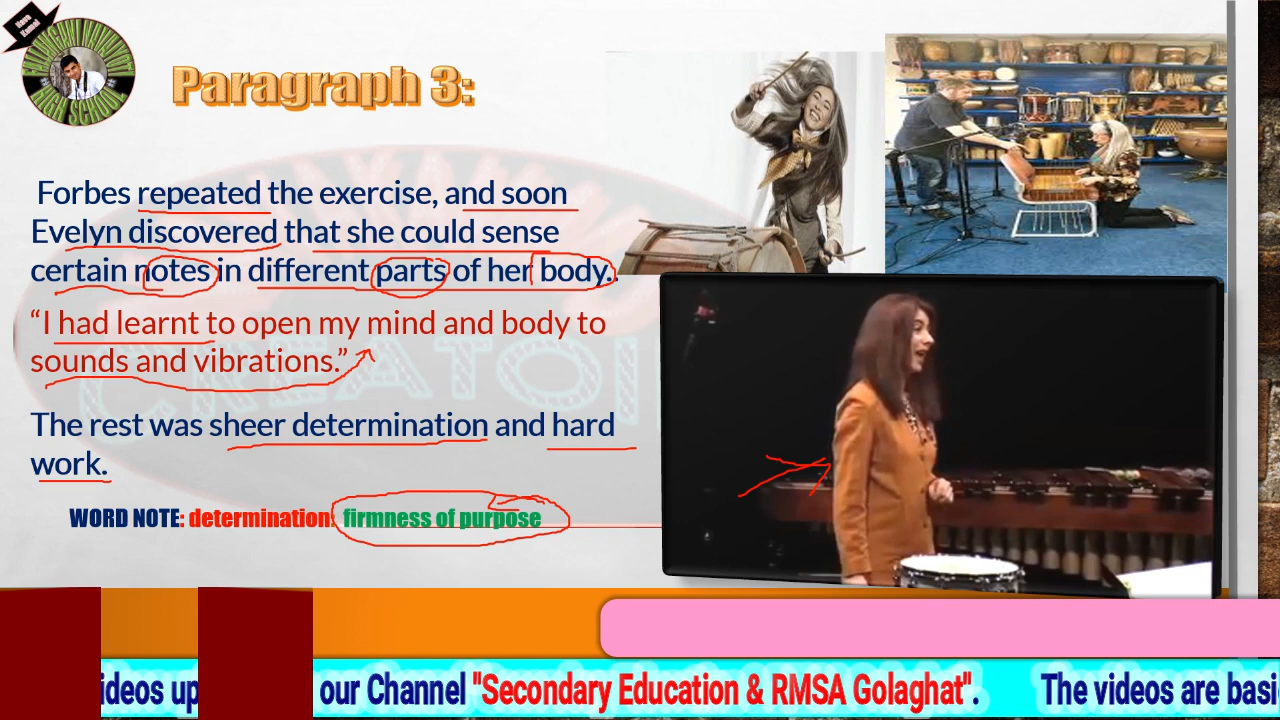 Paragraph 3:
Forbes repeated the exercise, and soon
Evelyn discovered that she could sense
certain notes in different parts of her body..
“I had learnt to open my mind and body to
sounds and vibrations.”
The rest was sheer determination and hard
work.
WORD NOTE: determination: firmness of purpose
ideos up our Channel "Secondary Education & RMSA Golaghat". The videos are basi